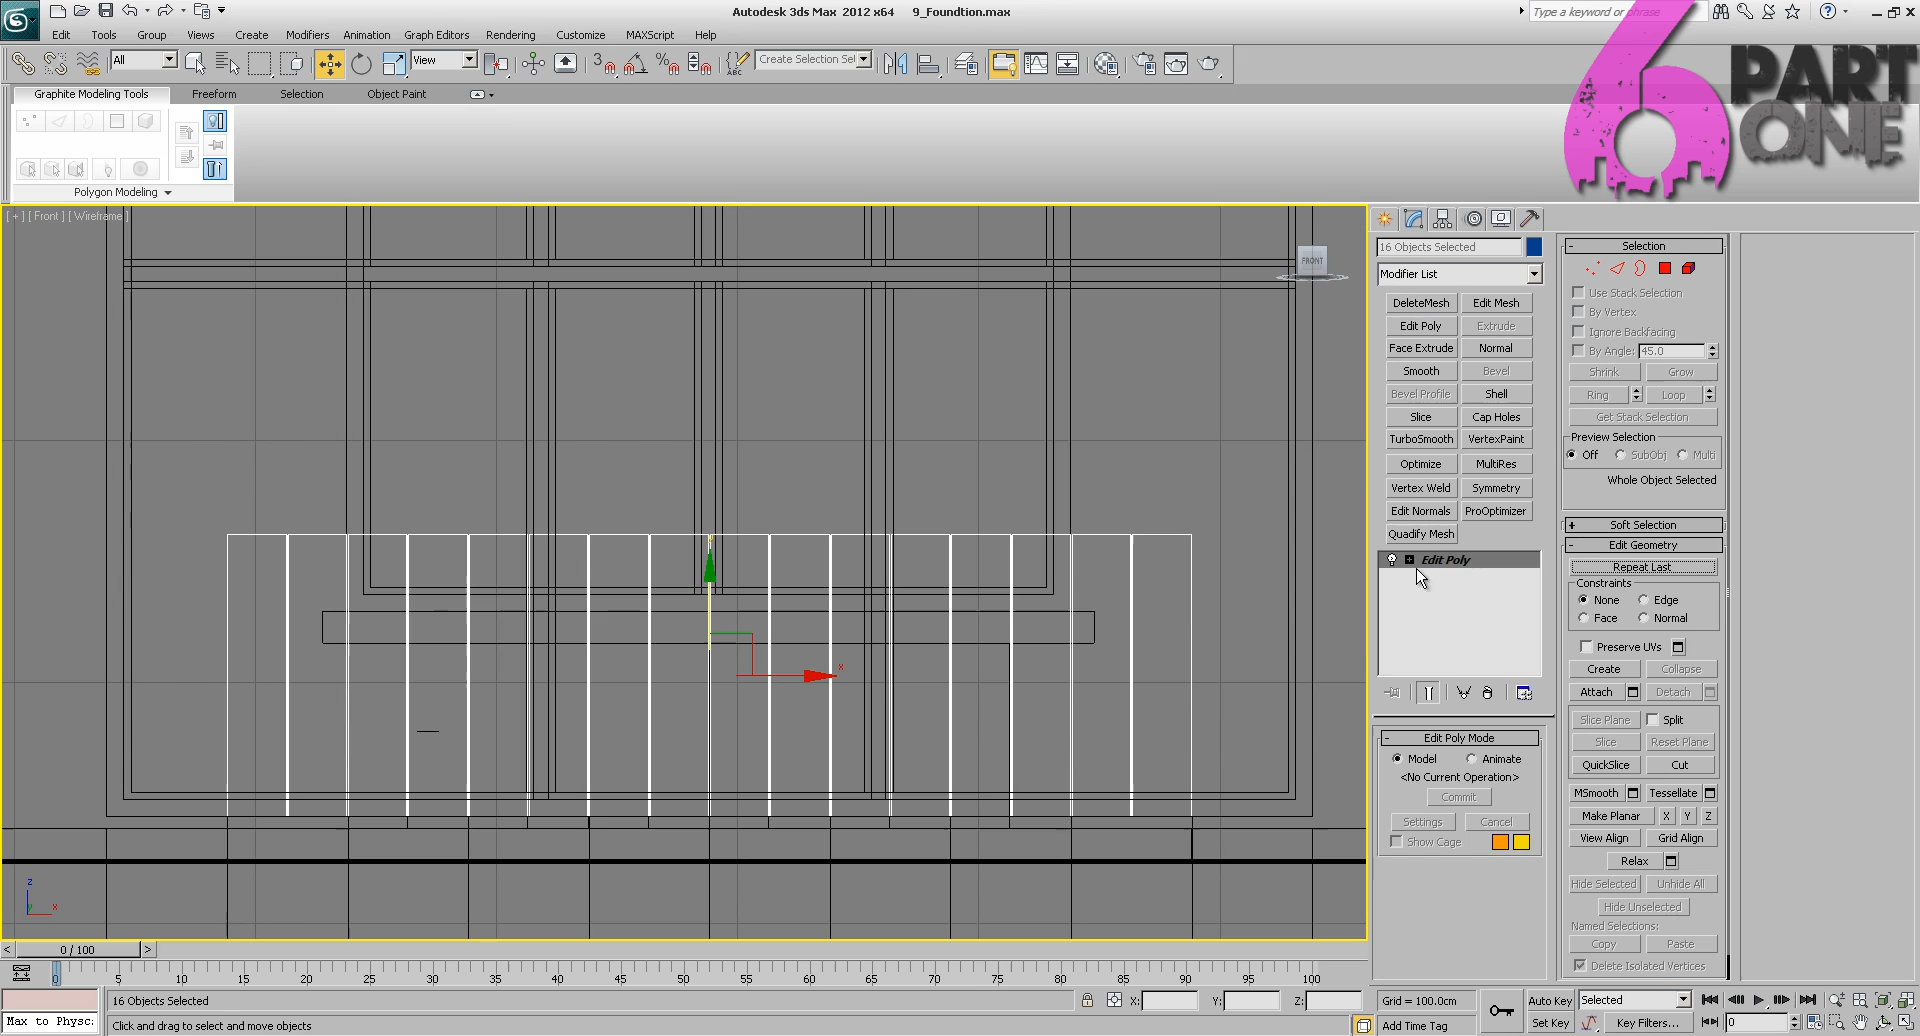 Autodesk 3ds Max 2012 x64 9_Foundtion.max
Type a keyword or phrase
Edit Tools Group Views Create Modifiers Animation Graph Editors Rendering Customize MAXScript Help
All
View
3
ABC
Create Selection Sel
6 PART ONE
Graphite Modeling Tools Freeform Selection Object Paint
Polygon Modeling
[ + ] [ Front ] [ Wireframe ]
FRONT
x
z
x
16 Objects Selected
Modifier List
DeleteMesh Edit Mesh
Edit Poly Extrude
Face Extrude Normal
Smooth Bevel
Bevel Profile Shell
Slice Cap Holes
TurboSmooth VertexPaint
Optimize MultiRes
Vertex Weld Symmetry
Edit Normals ProOptimizer
Quadify Mesh
Edit Poly
- Edit Poly Mode
Model Animate
<No Current Operation>
Commit
Settings Cancel
Show Cage
- Selection
Use Stack Selection
By Vertex
Ignore Backfacing
By Angle: 45.0
Shrink Grow
Ring Loop
Get Stack Selection
Preview Selection
Off SubObj Multi
Whole Object Selected
+ Soft Selection
- Edit Geometry
Repeat Last
Constraints
None Edge
Face Normal
Preserve UVs
Create Collapse
Attach Detach
Slice Plane Split
Slice Reset Plane
QuickSlice Cut
MSmooth Tessellate
Make Planar X Y Z
View Align Grid Align
Relax
Hide Selected Unhide All
Hide Unselected
Named Selections:
Copy Paste
Delete Isolated Vertices
< 0 / 100 >
0 5 10 15 20 25 30 35 40 45 50 55 60 65 70 75 80 85 90 95 100
16 Objects Selected X: Y: Z: Grid = 100.0cm Auto Key Selected
Max to Physc: Click and drag to select and move objects Add Time Tag Set Key Key Filters... 0